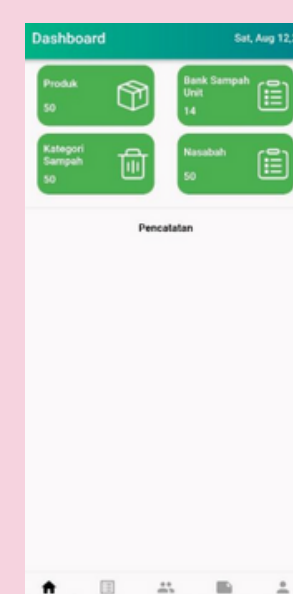 Dashboard Sat, Aug 12,
Produk
50
Bank Sampah
Unit
14
Kategori
Sampah
50
Nasabah
50
Pencatatan